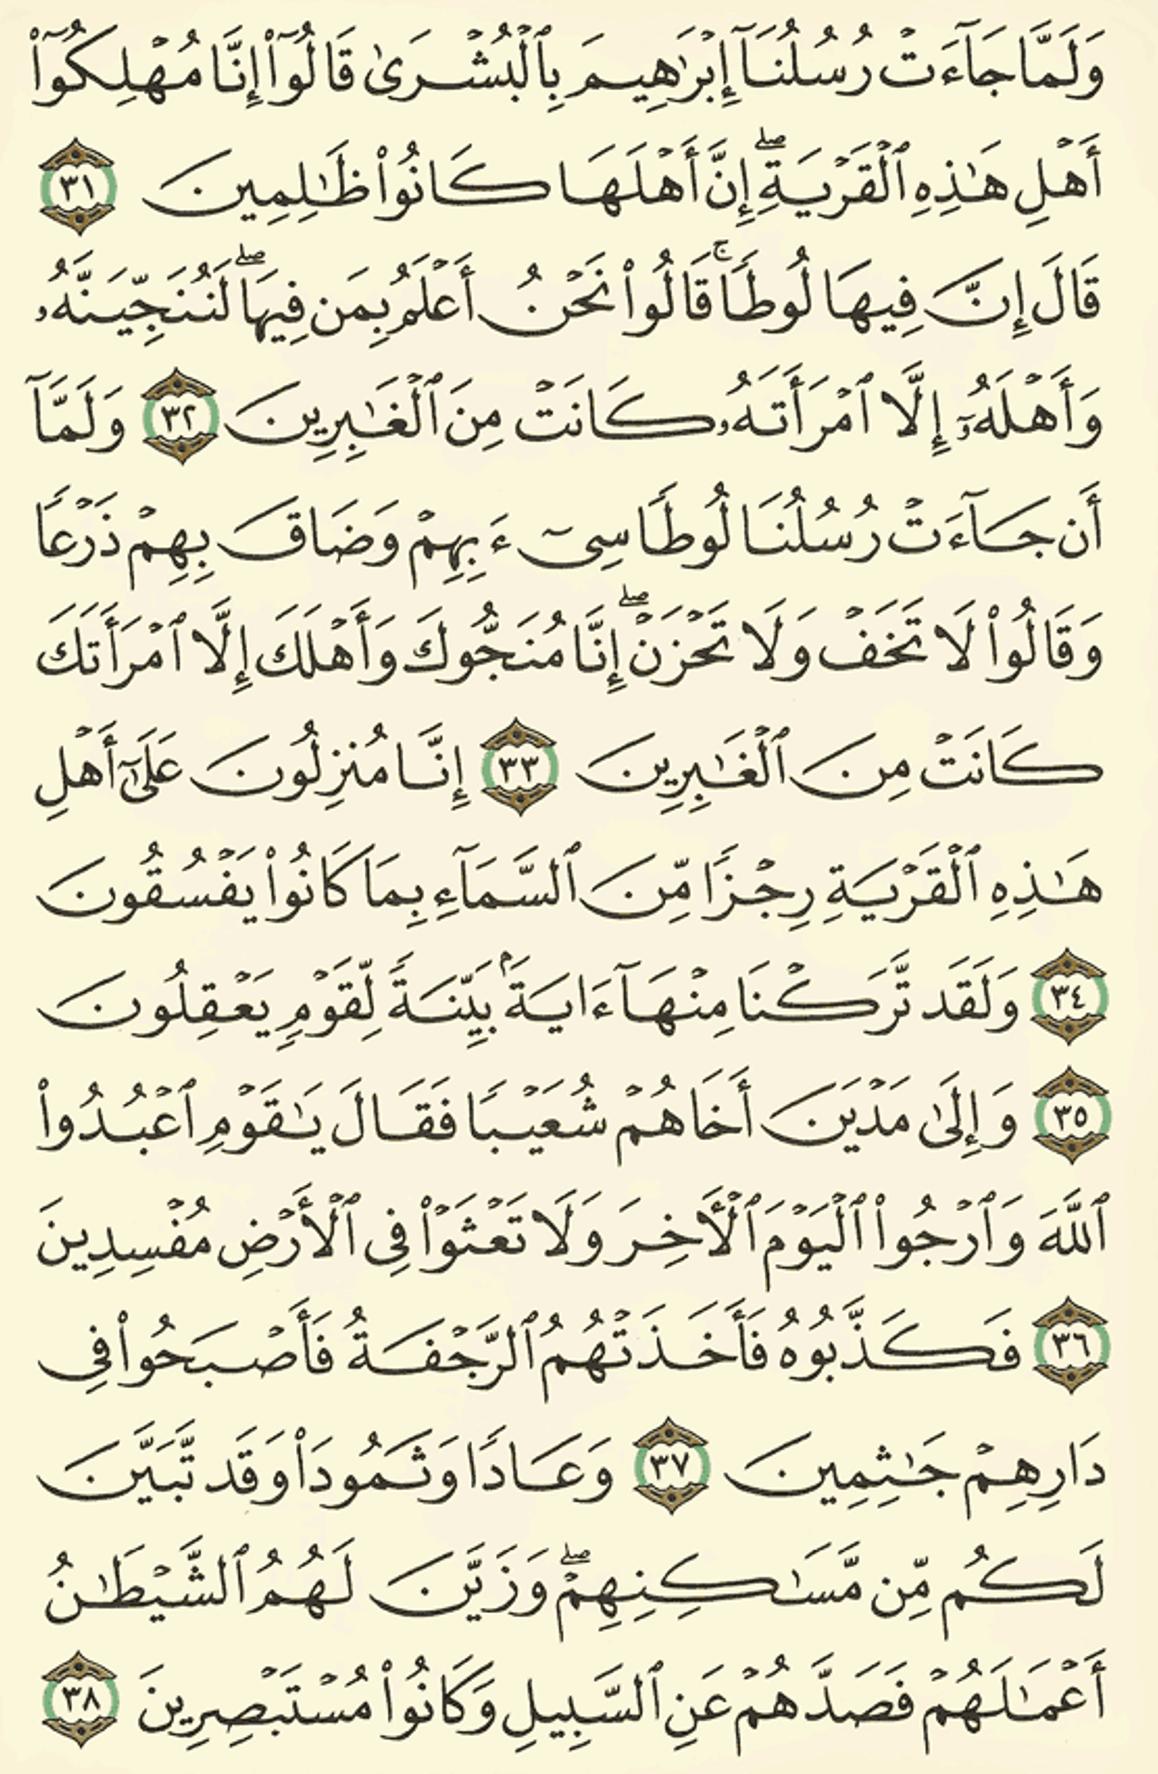 وَلَمَّا جَآءَتْ رُسُلُنَآ إِبْرَٰهِيمَ بِٱلْبُشْرَىٰ قَالُوٓا۟ إِنَّا مُهْلِكُوٓا۟
أَهْلِ هَٰذِهِ ٱلْقَرْيَةِ ۖ إِنَّ أَهْلَهَا كَانُوا۟ ظَٰلِمِينَ ٣١
قَالَ إِنَّ فِيهَا لُوطًا ۚ قَالُوا۟ نَحْنُ أَعْلَمُ بِمَن فِيهَا ۖ لَنُنَجِّيَنَّهُۥ
وَأَهْلَهُۥٓ إِلَّا ٱمْرَأَتَهُۥ كَانَتْ مِنَ ٱلْغَٰبِرِينَ ٣٢ وَلَمَّآ
أَن جَآءَتْ رُسُلُنَا لُوطًا سِىٓءَ بِهِمْ وَضَاقَ بِهِمْ ذَرْعًا
وَقَالُوا۟ لَا تَخَفْ وَلَا تَحْزَنْ ۖ إِنَّا مُنَجُّوكَ وَأَهْلَكَ إِلَّا ٱمْرَأَتَكَ
كَانَتْ مِنَ ٱلْغَٰبِرِينَ ٣٣ إِنَّا مُنزِلُونَ عَلَىٰٓ أَهْلِ
هَٰذِهِ ٱلْقَرْيَةِ رِجْزًا مِّنَ ٱلسَّمَآءِ بِمَا كَانُوا۟ يَفْسُقُونَ
٣٤ وَلَقَد تَّرَكْنَا مِنْهَآ ءَايَةًۢ بَيِّنَةً لِّقَوْمٍ يَعْقِلُونَ
٣٥ وَإِلَىٰ مَدْيَنَ أَخَاهُمْ شُعَيْبًا فَقَالَ يَٰقَوْمِ ٱعْبُدُوا۟
ٱللَّهَ وَٱرْجُوا۟ ٱلْيَوْمَ ٱلْءَاخِرَ وَلَا تَعْثَوْا۟ فِى ٱلْأَرْضِ مُفْسِدِينَ
٣٦ فَكَذَّبُوهُ فَأَخَذَتْهُمُ ٱلرَّجْفَةُ فَأَصْبَحُوا۟ فِى
دَارِهِمْ جَٰثِمِينَ ٣٧ وَعَادًا وَثَمُودَا۟ وَقَد تَّبَيَّنَ
لَكُم مِّن مَّسَٰكِنِهِمْ ۖ وَزَيَّنَ لَهُمُ ٱلشَّيْطَٰنُ
أَعْمَٰلَهُمْ فَصَدَّهُمْ عَنِ ٱلسَّبِيلِ وَكَانُوا۟ مُسْتَبْصِرِينَ ٣٨